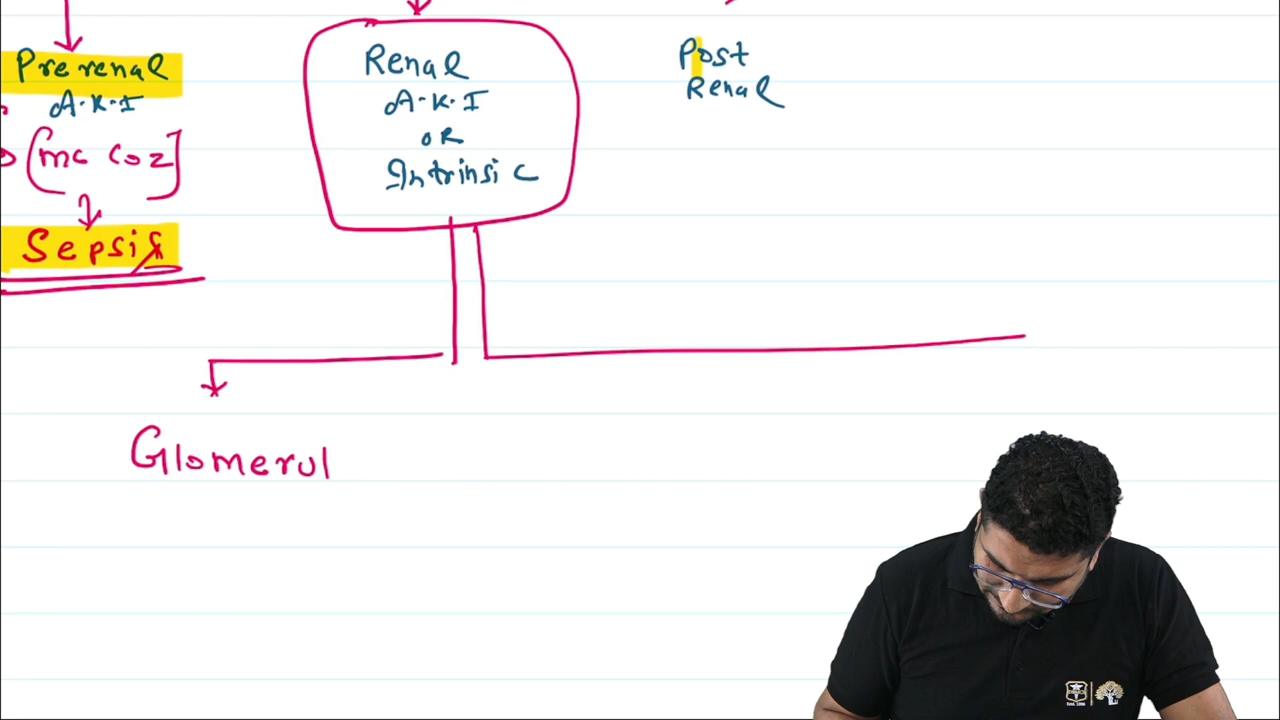 Prerenal
A.K.I
(mc coz]
Sepsis
Renal
A.K.I
OR
Intrinsic
Post
Renal
Glomerul